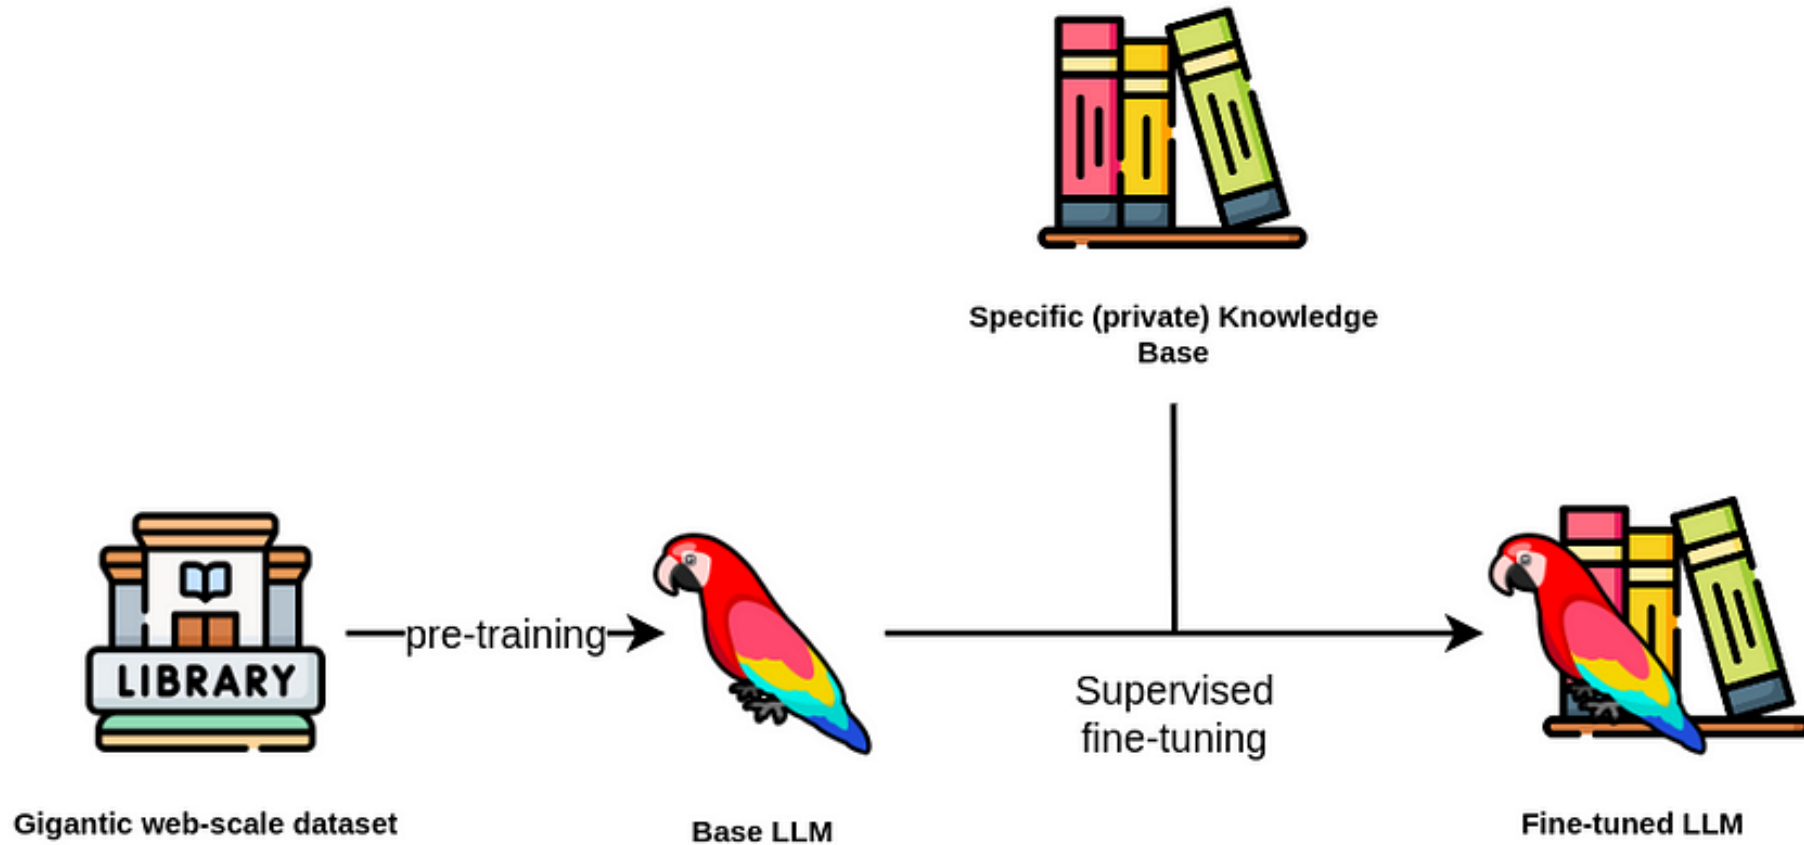 Specific (private) Knowledge
Base
LIBRARY
pre-training
Supervised
fine-tuning
Gigantic web-scale dataset
Base LLM
Fine-tuned LLM